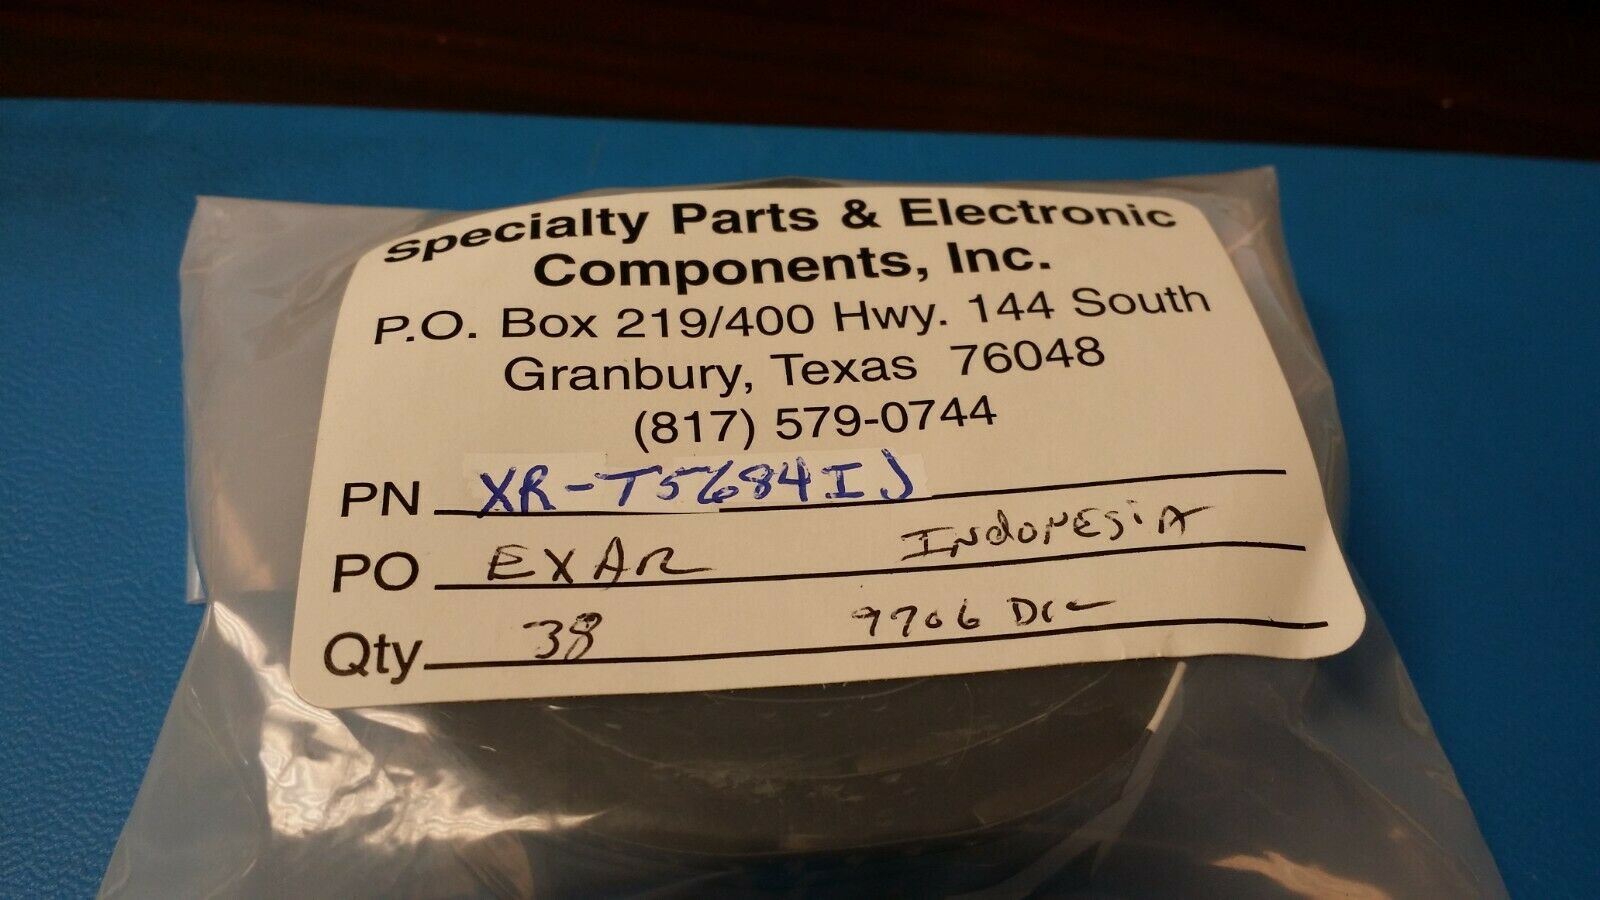 Specialty Parts & Electronic
Components, Inc.
P.O. Box 219/400 Hwy. 144 South
Granbury, Texas 76048
(817) 579-0744
PN XR-T5684IJ
PO EXAR INdONESiA
Qty 38 9706